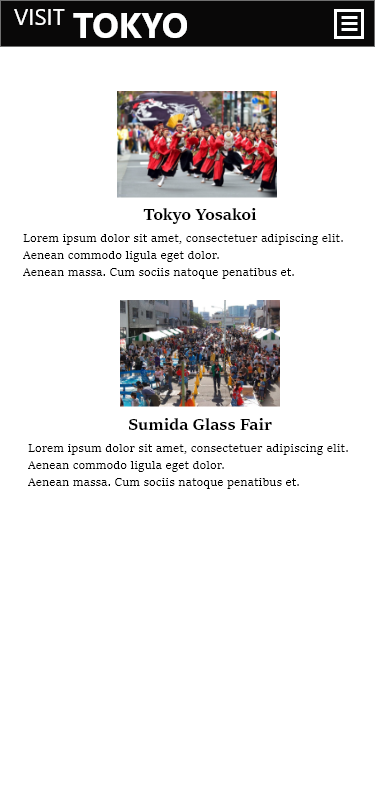 VISIT TOKYO
Tokyo Yosakoi
Lorem ipsum dolor sit amet, consectetuer adipiscing elit.
Aenean commodo ligula eget dolor.
Aenean massa. Cum sociis natoque penatibus et.
Sumida Glass Fair
Lorem ipsum dolor sit amet, consectetuer adipiscing elit.
Aenean commodo ligula eget dolor.
Aenean massa. Cum sociis natoque penatibus et.